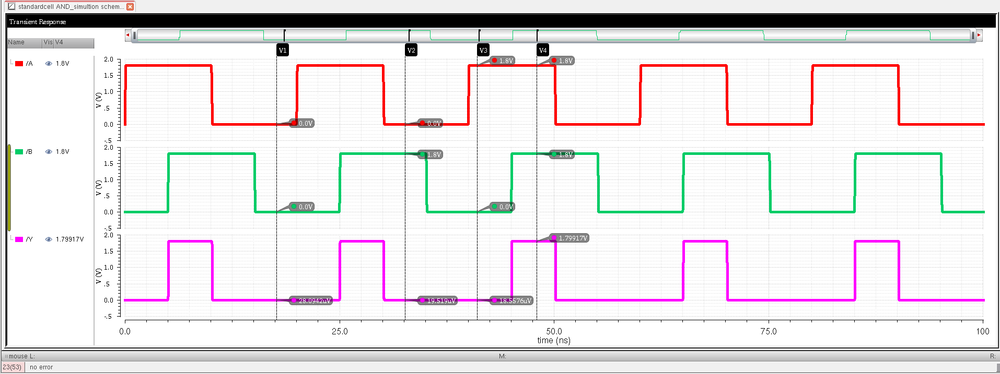 standardcell AND_simultion schem...
Transient Response
Name Vis V4
V1 V2 V3 V4
/A 1.8V
2.0
1.5
1.0
.5
0.0
-.5
V (V)
1.8V 1.8V
0.0V 0.0V
/B 1.8V
2.0
1.5
1.0
.5
0.0
-.5
V (V)
1.8V 1.8V
0.0V 0.0V
/Y 1.79917V
2.0
1.5
1.0
.5
0.0
-.5
V (V)
1.79917V
28.0942uV 19.519uV 18.5576uV
0.0 25.0 50.0 75.0 100
time (ns)
mouse L: M: R:
23(53) no error